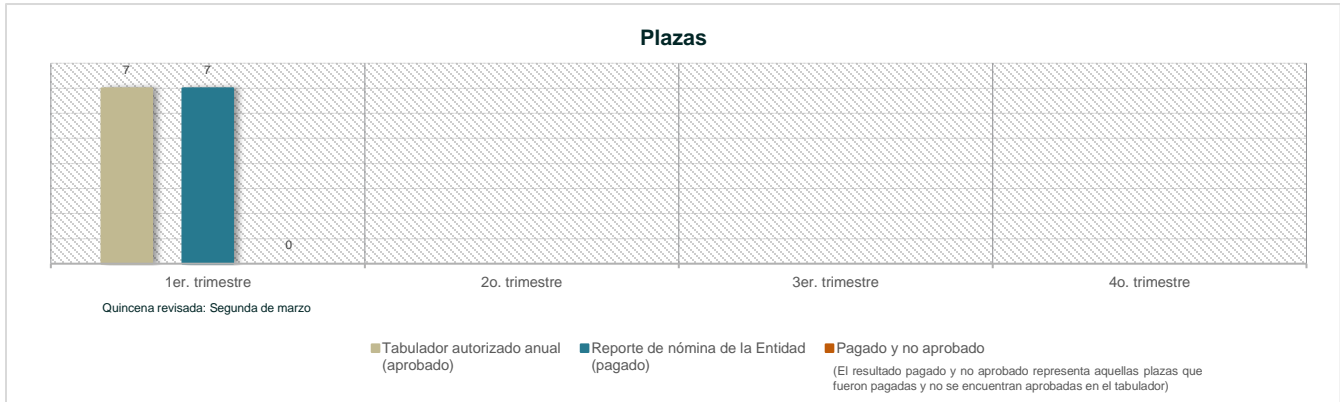 Plazas
7
7
0
1er. trimestre
2o. trimestre
3er. trimestre
4o. trimestre
Quincena revisada: Segunda de marzo
Tabulador autorizado anual
(aprobado)
Reporte de nómina de la Entidad
(pagado)
Pagado y no aprobado
(El resultado pagado y no aprobado representa aquellas plazas que
fueron pagadas y no se encuentran aprobadas en el tabulador)